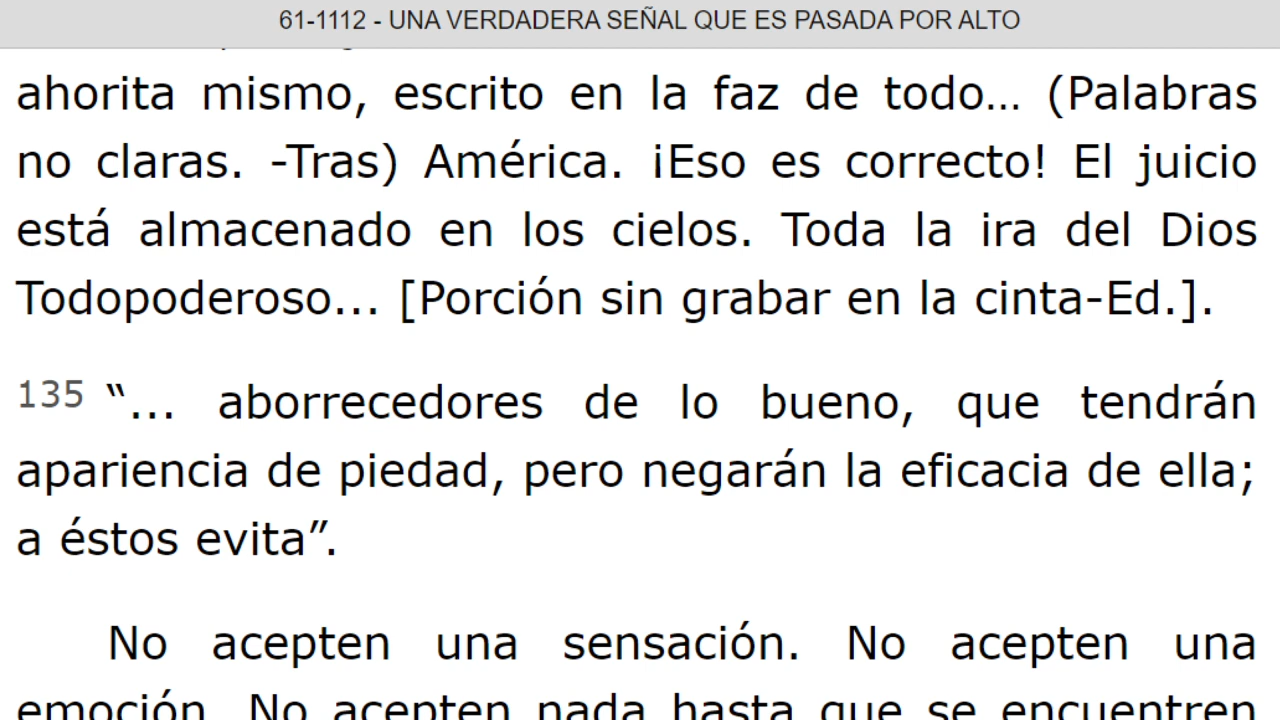 61-1112 - UNA VERDADERA SEÑAL QUE ES PASADA POR ALTO
ahorita mismo, escrito en la faz de todo... (Palabras
no claras. -Tras) América. ¡Eso es correcto! El juicio
está almacenado en los cielos. Toda la ira del Dios
Todopoderoso... [Porción sin grabar en la cinta-Ed.].
135 “... aborrecedores de lo bueno, que tendrán
apariencia de piedad, pero negarán la eficacia de ella;
a éstos evita”.
No acepten una sensación. No acepten una
emoción. No acepten nada hasta que se encuentren